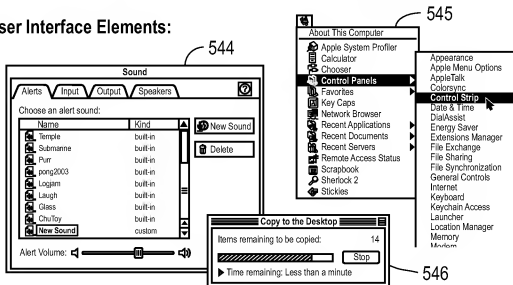 ser Interface Elements:
544
Sound
Alerts Input Output Speakers
Choose an alert sound:
Name Kind
Temple built-in
Submarine built-in
Purr built-in
pong2003 built-in
Logjam built-in
Laugh built-in
Glass built-in
ChuToy built-in
New Sound custom
New Sound
Delete
Alert Volume:
545
About This Computer
Apple System Profiler
Calculator
Chooser
Control Panels
Favorites
Key Caps
Network Browser
Recent Applications
Recent Documents
Recent Servers
Remote Access Status
Scrapbook
Sherlock 2
Stickies
Appearance
Apple Menu Options
AppleTalk
Colorsync
Control Strip
Date & Time
DialAssist
Energy Saver
Extensions Manager
File Exchange
File Sharing
File Synchronization
General Controls
Internet
Keyboard
Keychain Access
Launcher
Location Manager
Memory
Modem
Copy to the Desktop
Items remaining to be copied: 14
Stop
Time remaining: Less than a minute
546